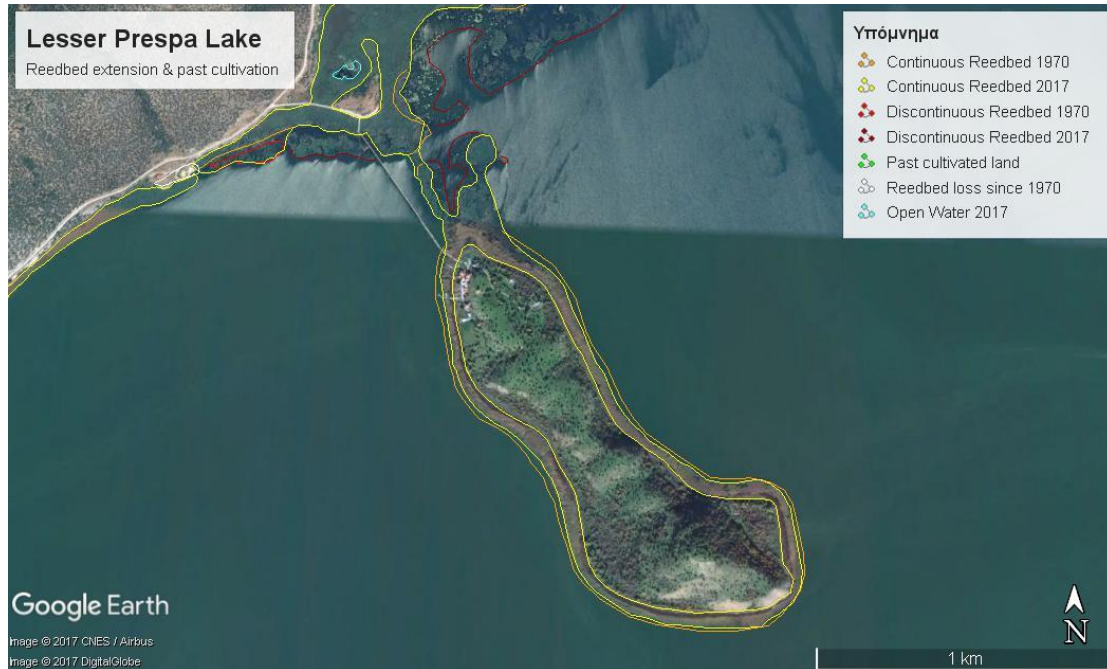 Lesser Prespa Lake
Reedbed extension & past cultivation
Υπόμνημα
Continuous Reedbed 1970
Continuous Reedbed 2017
Discontinuous Reedbed 1970
Discontinuous Reedbed 2017
Past cultivated land
Reedbed loss since 1970
Open Water 2017
Google Earth
Image © 2017 CNES / Airbus
Image © 2017 DigitalGlobe
N
1 km